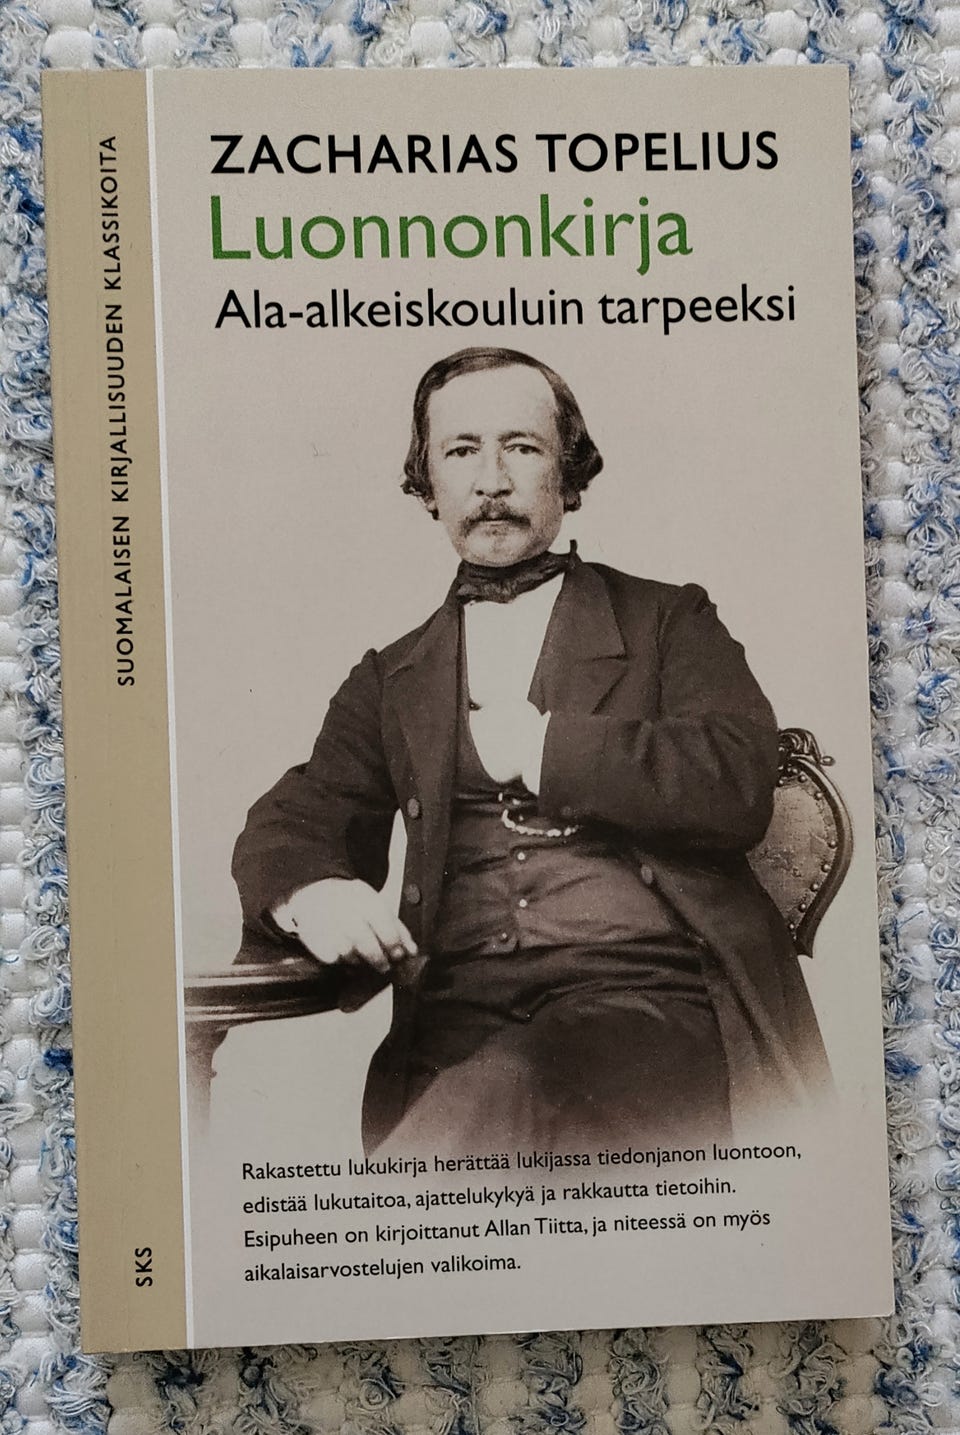 ZACHARIAS TOPELIUS
Luonnonkirja
Ala-alkeiskouluin tarpeeksi
SUOMALAISEN KIRJALLISUUDEN KLASSIKOITA
Rakastettu lukukirja herättää lukijassa tiedonjanon luontoon,
edistää lukutaitoa, ajattelukykyä ja rakkautta tietoihin.
Esipuheen on kirjoittanut Allan Tiitta, ja niteessä on myös
aikalaisarvostelujen valikoima.
SKS